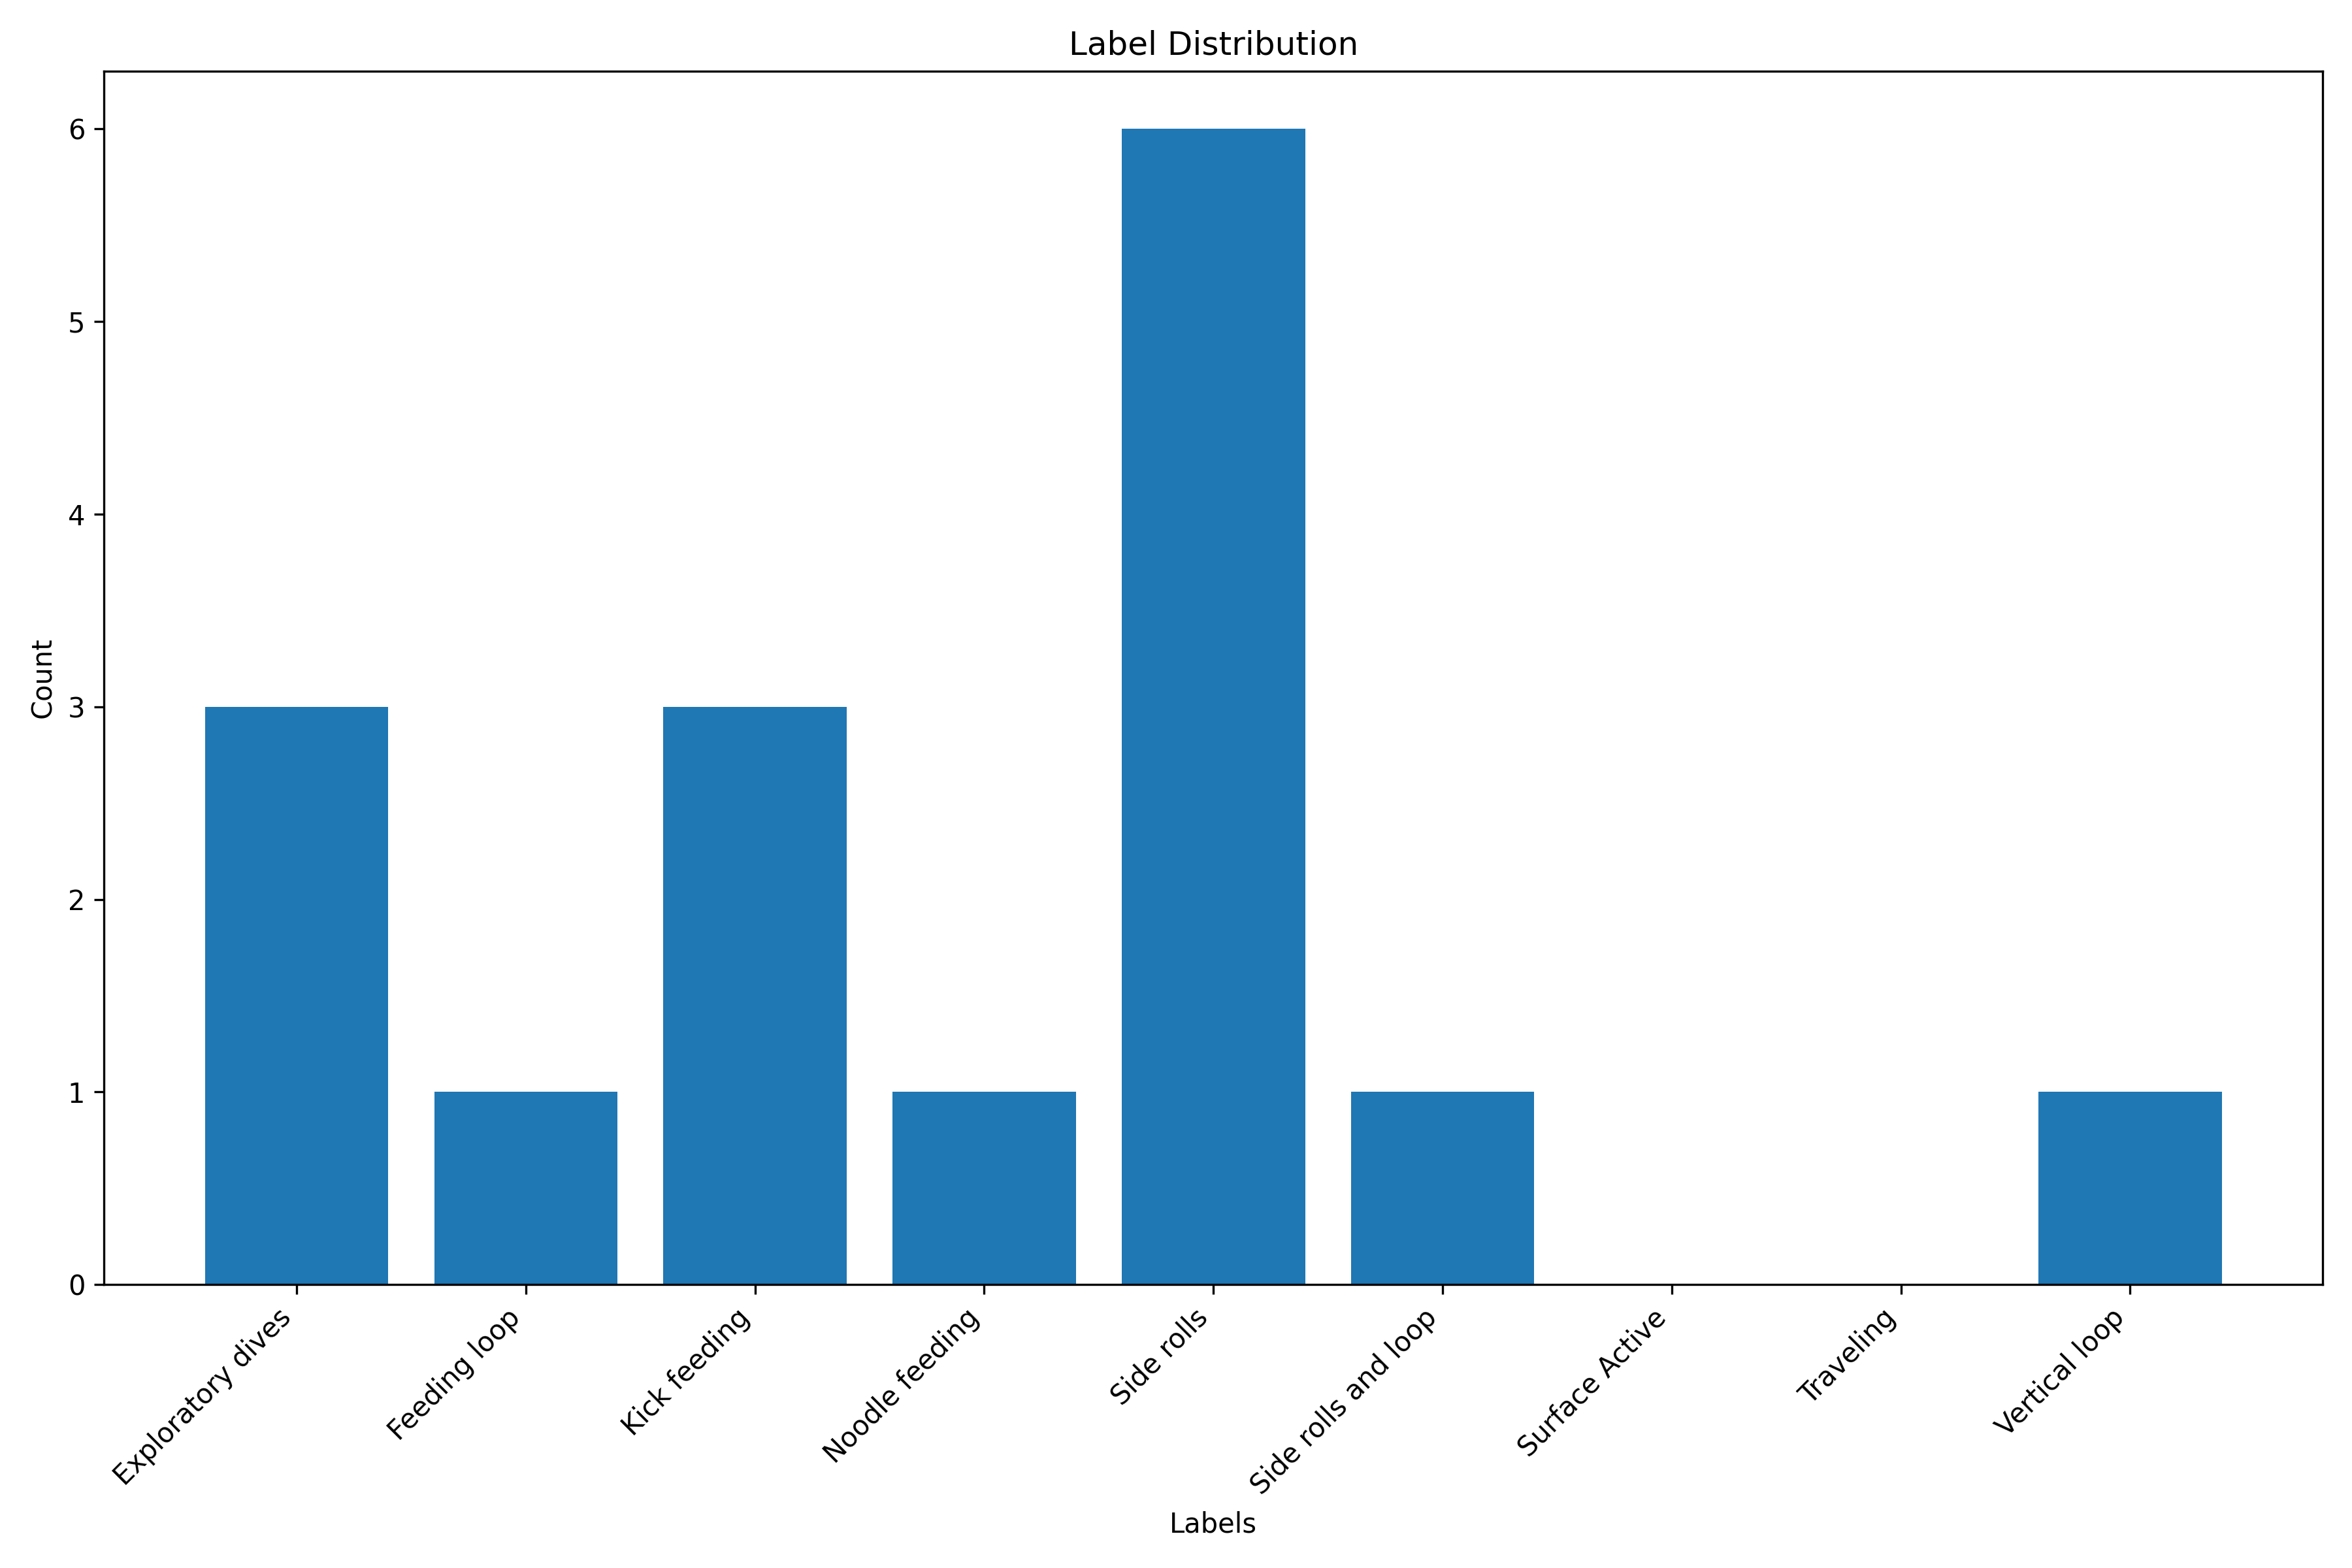 Label Distribution
Count
6
5
4
3
2
1
0
Exploratory dives
Feeding loop
Kick feeding
Noodle feeding
Side rolls
Side rolls and loop
Surface Active
Traveling
Vertical loop
Labels